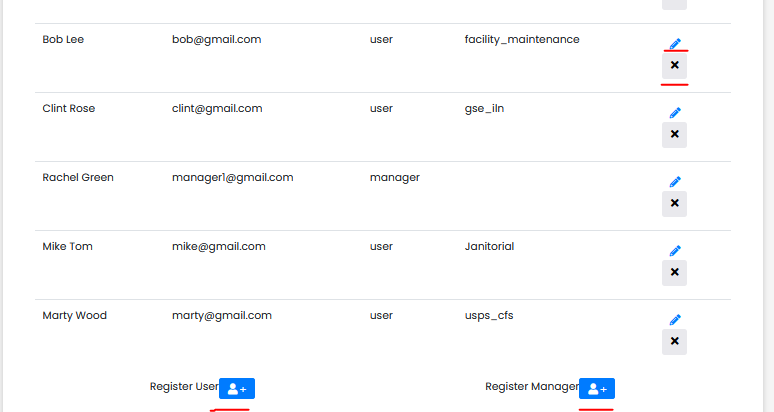 Bob Lee bob@gmail.com user facility_maintenance
Clint Rose clint@gmail.com user gse_iln
Rachel Green manager1@gmail.com manager
Mike Tom mike@gmail.com user Janitorial
Marty Wood marty@gmail.com user usps_cfs
Register User Register Manager